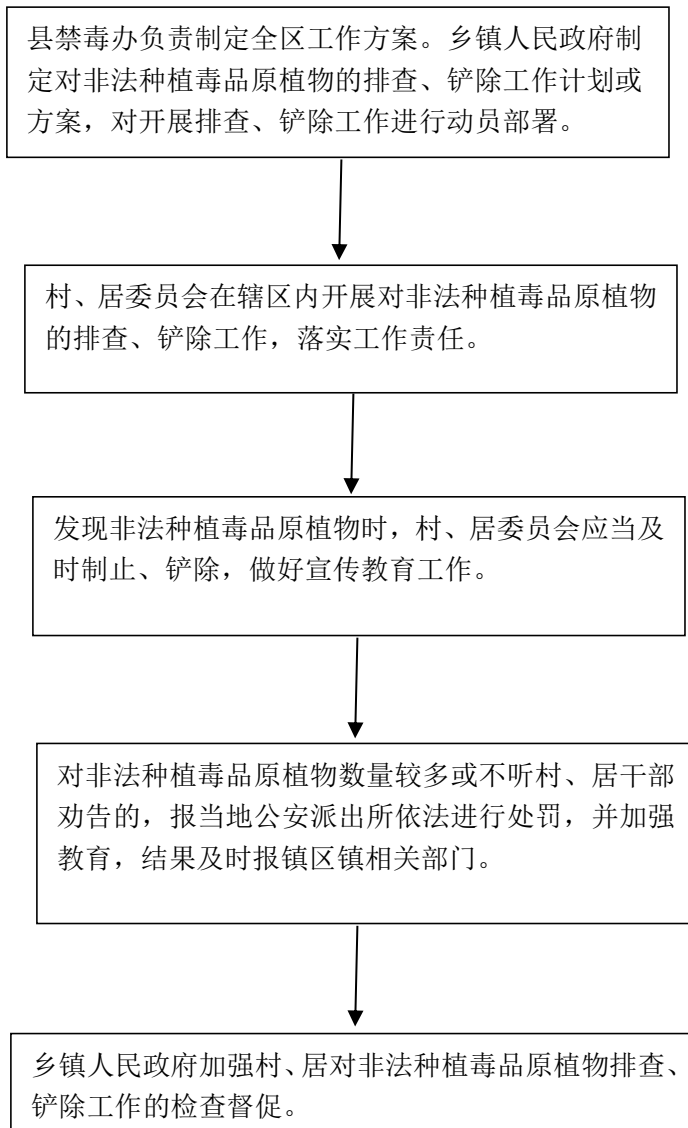 县禁毒办负责制定全区工作方案。乡镇人民政府制
定对非法种植毒品原植物的排查、铲除工作计划或
方案，对开展排查、铲除工作进行动员部署。
村、居委员会在辖区内开展对非法种植毒品原植物
的排查、铲除工作，落实工作责任。
发现非法种植毒品原植物时，村、居委员会应当及
时制止、铲除，做好宣传教育工作。
对非法种植毒品原植物数量较多或不听村、居干部
劝告的，报当地公安派出所依法进行处罚，并加强
教育，结果及时报镇区镇相关部门。
乡镇人民政府加强村、居对非法种植毒品原植物排查、
铲除工作的检查督促。